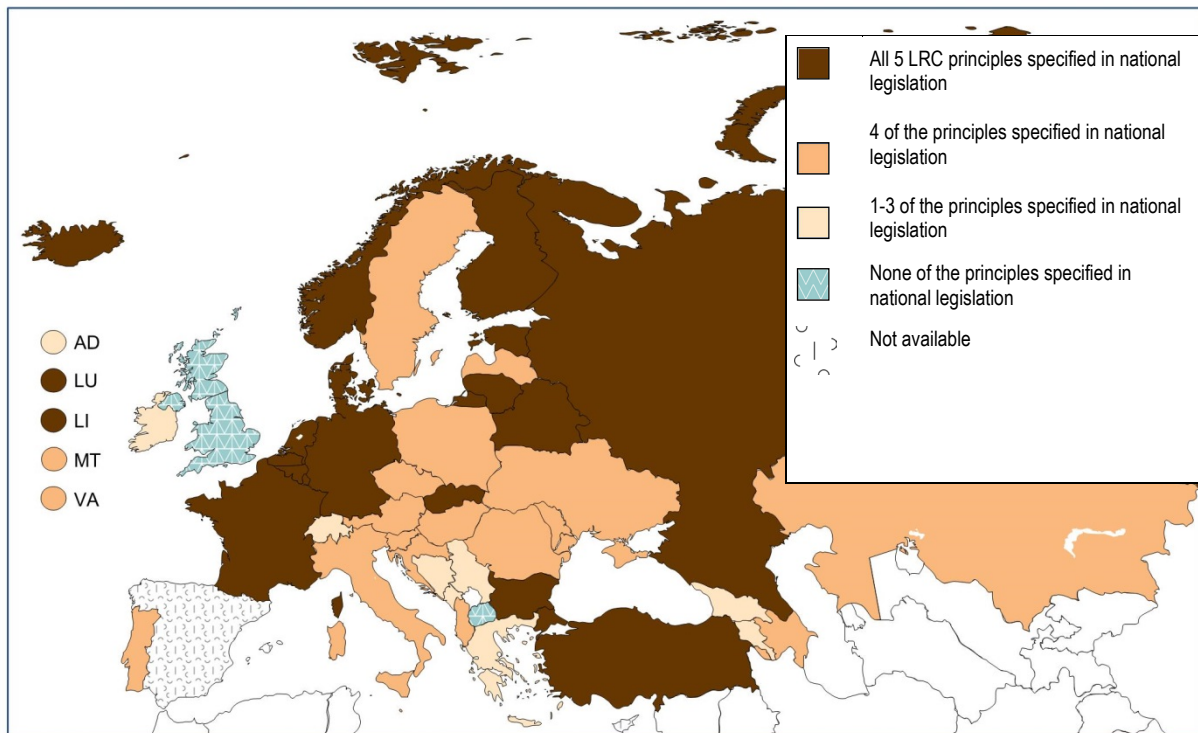 All 5 LRC principles specified in national
legislation
4 of the principles specified in national
legislation
1-3 of the principles specified in national
legislation
None of the principles specified in
national legislation
Not available
AD
LU
LI
MT
VA